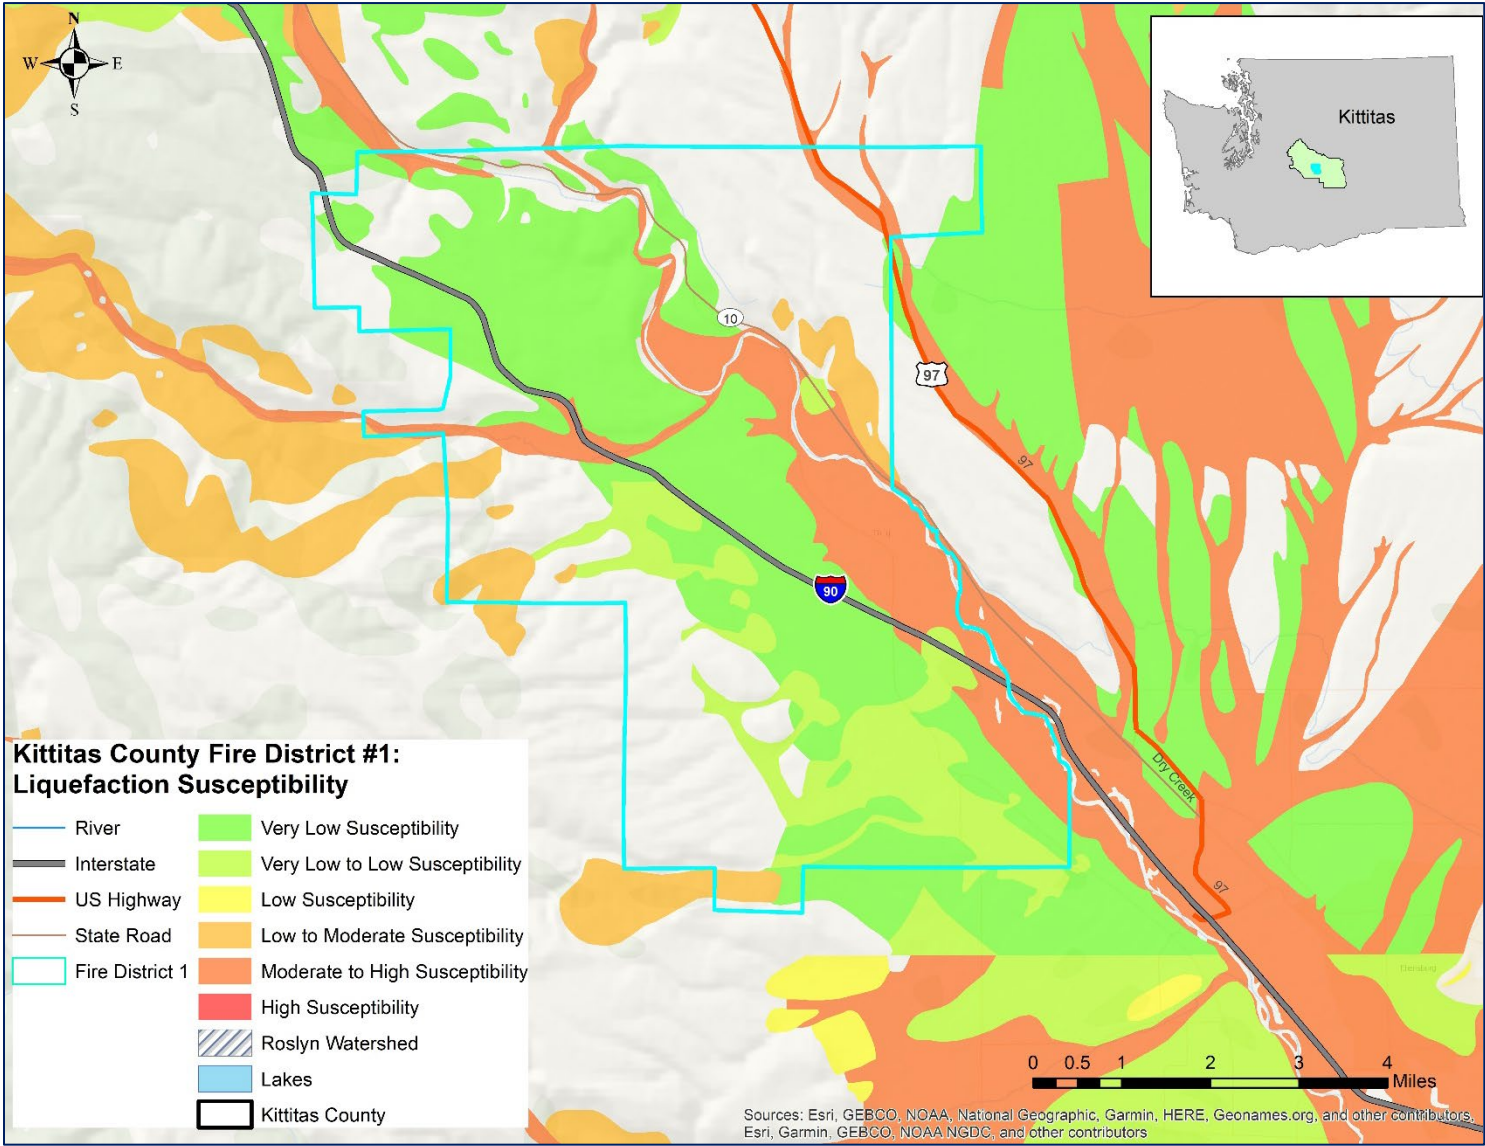 N
W
E
S
Kittitas
10
97
97
90
Dry Creek
97
Kittitas County Fire District #1:
Liquefaction Susceptibility
River
Interstate
US Highway
State Road
Fire District 1
Very Low Susceptibility
Very Low to Low Susceptibility
Low Susceptibility
Low to Moderate Susceptibility
Moderate to High Susceptibility
High Susceptibility
Roslyn Watershed
Lakes
Kittitas County
0 0.5 1 2 3 4
Miles
Sources: Esri, GEBCO, NOAA, National Geographic, Garmin, HERE, Geonames.org, and other contributors,
Esri, Garmin, GEBCO, NOAA NGDC, and other contributors